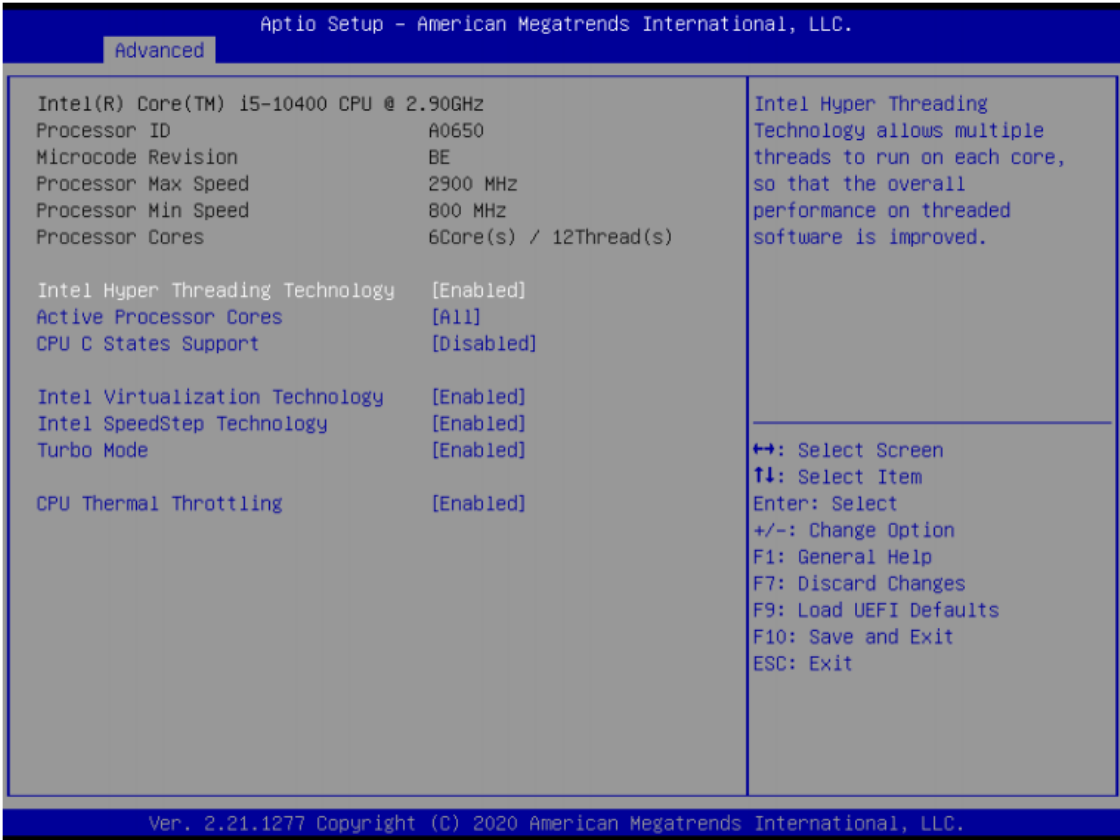 Aptio Setup – American Megatrends International, LLC.
Advanced
Intel(R) Core(TM) i5-10400 CPU @ 2.90GHz
Processor ID A0650
Microcode Revision BE
Processor Max Speed 2900 MHz
Processor Min Speed 800 MHz
Processor Cores 6Core(s) / 12Thread(s)
Intel Hyper Threading Technology [Enabled]
Active Processor Cores [All]
CPU C States Support [Disabled]
Intel Virtualization Technology [Enabled]
Intel SpeedStep Technology [Enabled]
Turbo Mode [Enabled]
CPU Thermal Throttling [Enabled]
Intel Hyper Threading
Technology allows multiple
threads to run on each core,
so that the overall
performance on threaded
software is improved.
↔: Select Screen
↑↓: Select Item
Enter: Select
+/-: Change Option
F1: General Help
F7: Discard Changes
F9: Load UEFI Defaults
F10: Save and Exit
ESC: Exit
Ver. 2.21.1277 Copyright (C) 2020 American Megatrends International, LLC.